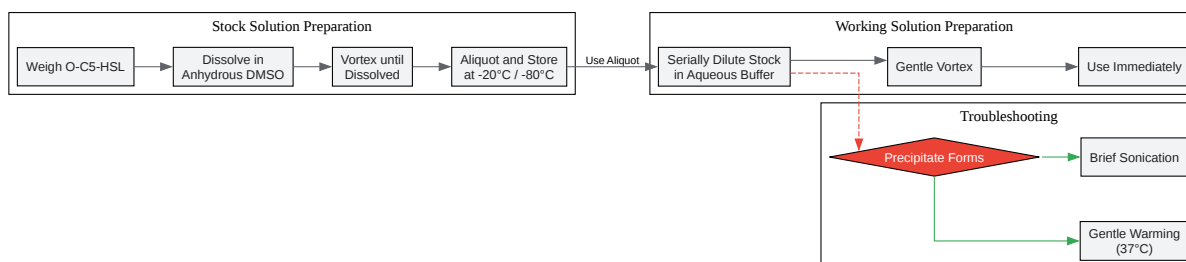 Stock Solution Preparation
Weigh O-C5-HSL
Dissolve in
Anhydrous DMSO
Vortex until
Dissolved
Aliquot and Store
at -20°C / -80°C
Use Aliquot
Working Solution Preparation
Serially Dilute Stock
in Aqueous Buffer
Gentle Vortex
Use Immediately
Troubleshooting
Precipitate Forms
Brief Sonication
Gentle Warming
(37°C)